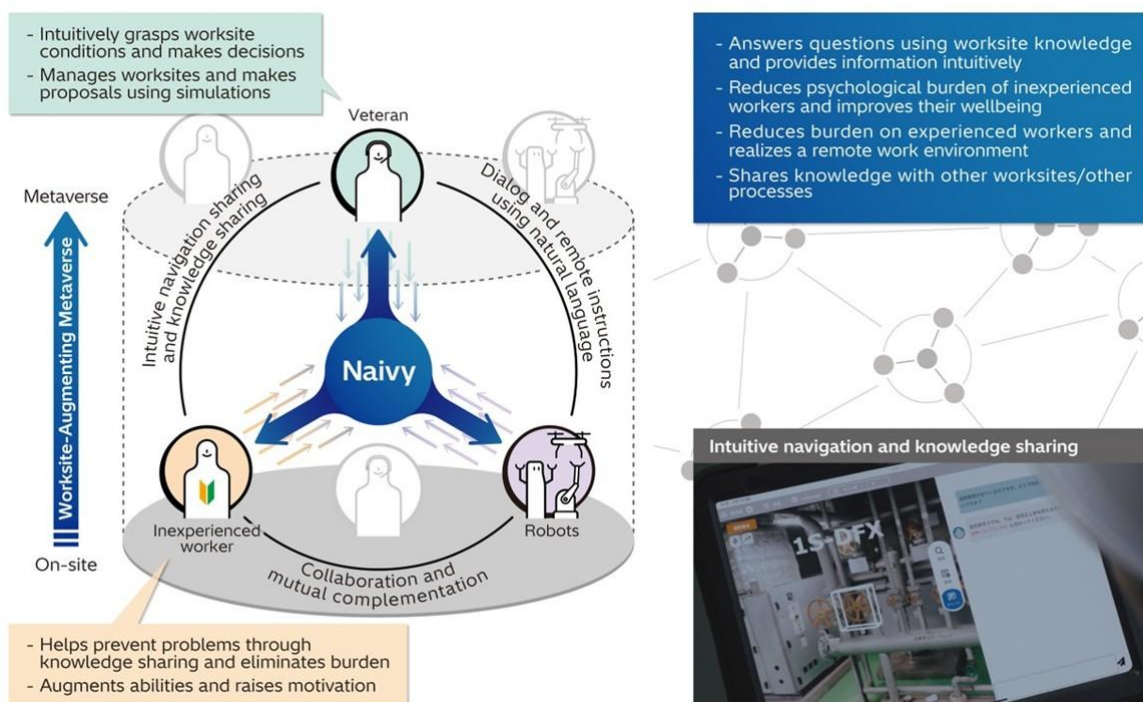 - Intuitively grasps worksite
conditions and makes decisions
- Manages worksites and makes
proposals using simulations
Veteran
Metaverse
Worksite-Augmenting Metaverse
On-site
Intuitive navigation sharing
and knowledge sharing
Dialog and remote instructions
using natural language
Naivy
Inexperienced
worker
Robots
Collaboration and
mutual complementation
- Helps prevent problems through
knowledge sharing and eliminates burden
- Augments abilities and raises motivation
- Answers questions using worksite knowledge
and provides information intuitively
- Reduces psychological burden of inexperienced
workers and improves their wellbeing
- Reduces burden on experienced workers and
realizes a remote work environment
- Shares knowledge with other worksites/other
processes
Intuitive navigation and knowledge sharing
1S-DFX